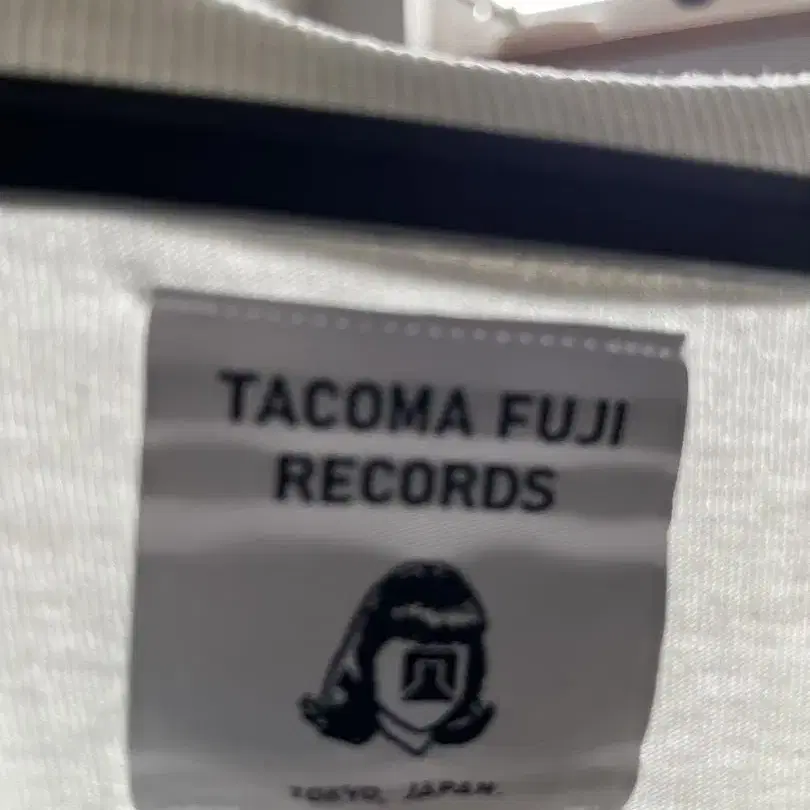 TACOMA FUJI
RECORDS
TOKYO, JAPAN.